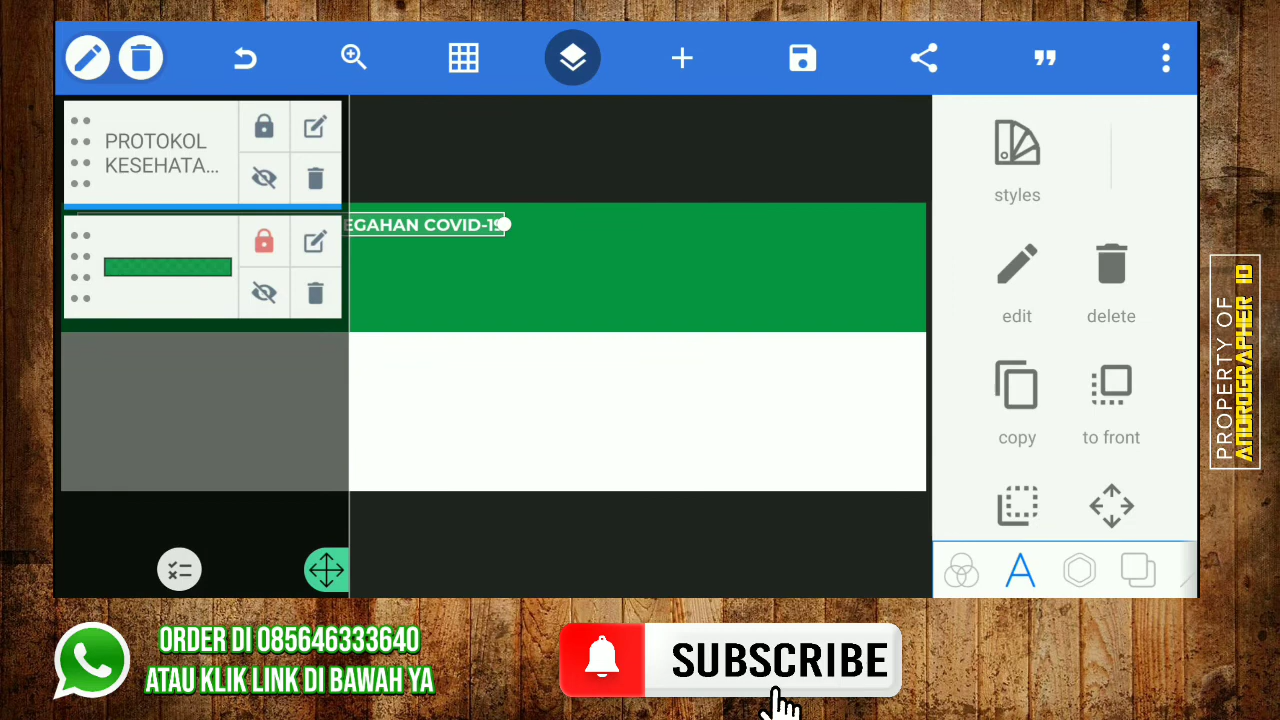 PROTOKOL
KESEHATA...
EGAHAN COVID-19
styles
edit
delete
copy
to front
A
PROPERTY OF
ANDROGRAPHER ID
ORDER DI 085646333640
ATAU KLIK LINK DI BAWAH YA
SUBSCRIBE